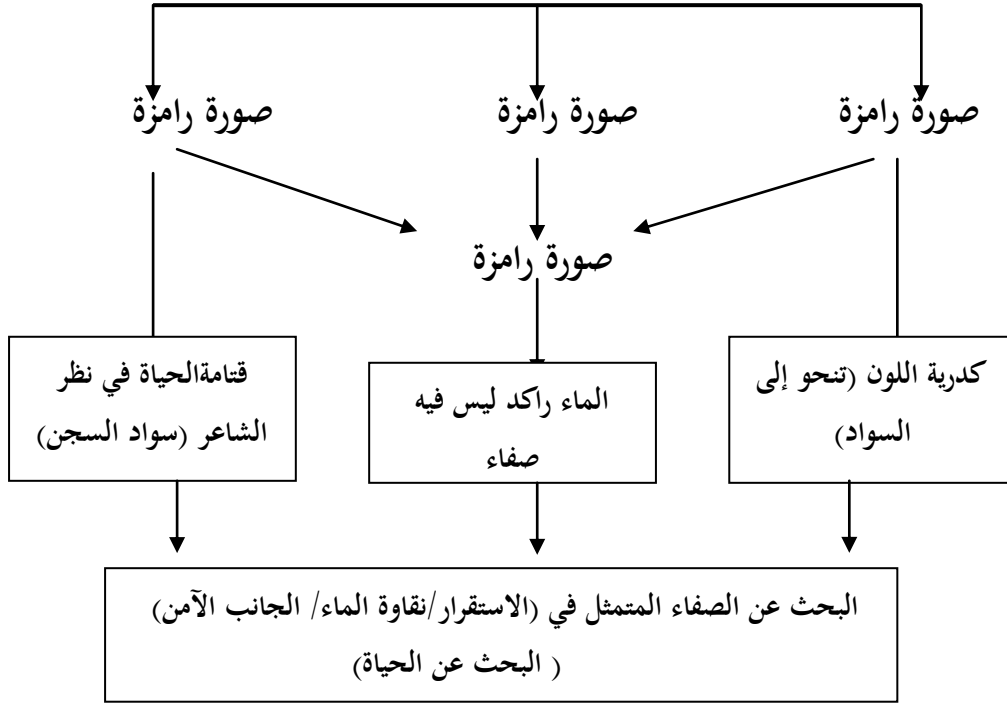 صورة رامزة
صورة رامزة
صورة رامزة
صورة رامزة
كدرية اللون (تنحو إلى
السواد)
الماء راكد ليس فيه
صفاء
قتامةالحياة في نظر
الشاعر (سواد السجن)
البحث عن الصفاء المتمثل في (الاستقرار/نقاوة الماء/ الجانب الآمن)
( البحث عن الحياة)